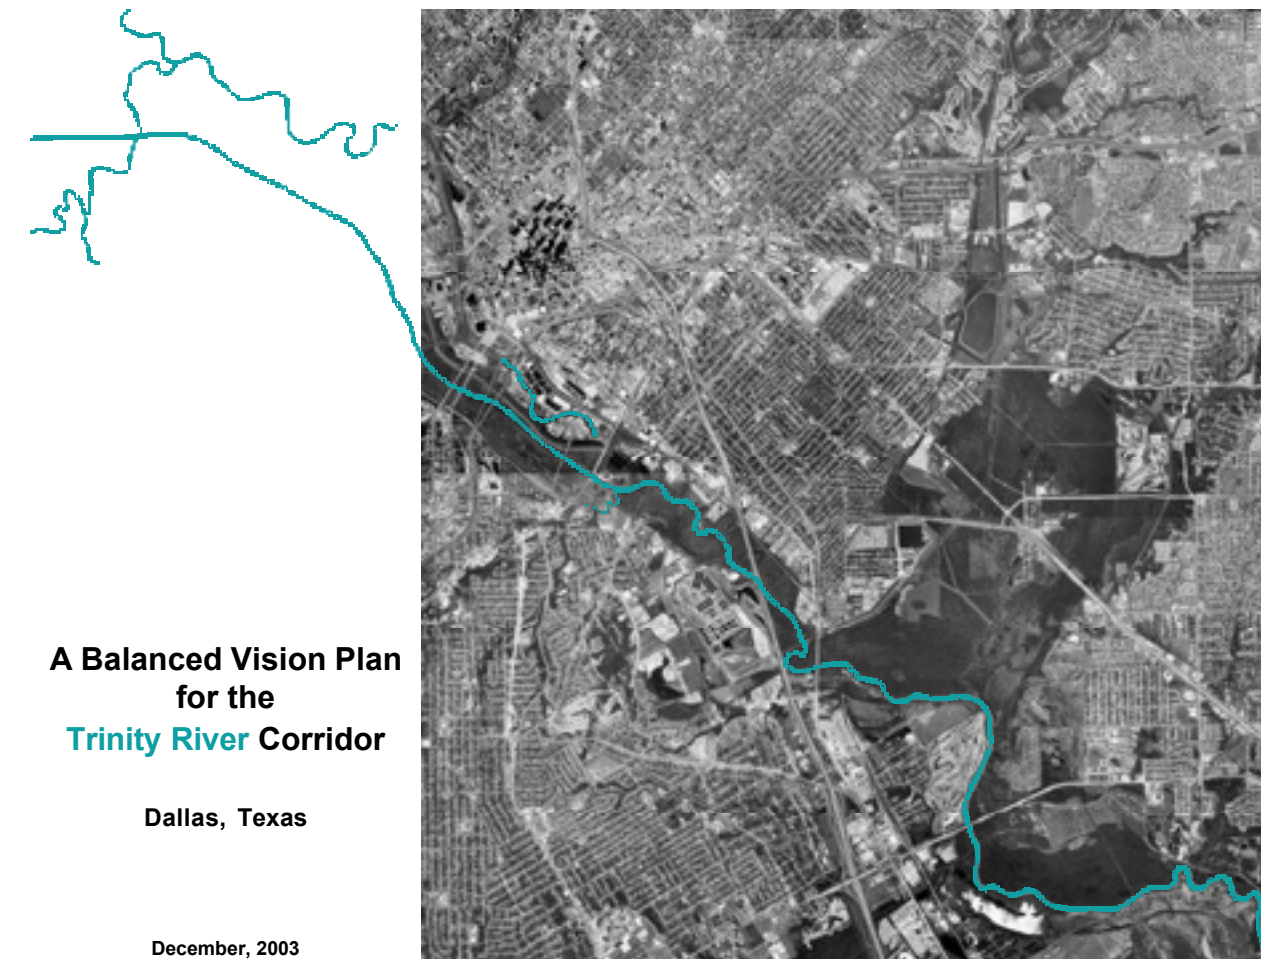 A Balanced Vision Plan
for the
Trinity River Corridor
Dallas, Texas
December, 2003